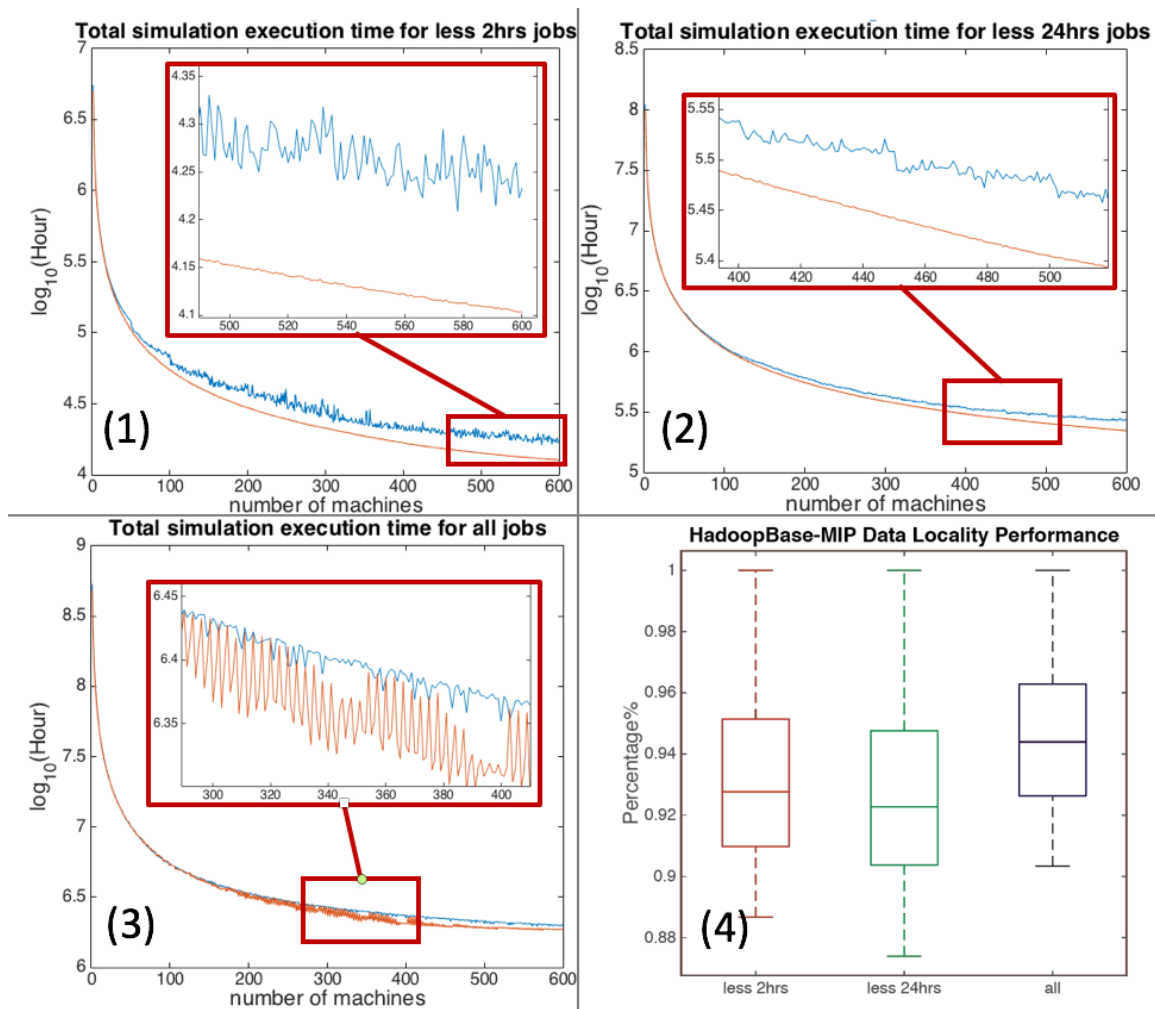 Total simulation execution time for less 2hrs jobs
7
6.5
6
5.5
5
4.5
4
log10(Hour)
4.35
4.3
4.25
4.2
4.15
4.1
500 520 540 560 580 600
(1)
0 100 200 300 400 500 600
number of machines
Total simulation execution time for less 24hrs jobs
8.5
8
7.5
7
6.5
6
5.5
5
log10(Hour)
5.55
5.5
5.45
5.4
400 420 440 460 480 500
(2)
0 100 200 300 400 500 600
number of machines
Total simulation execution time for all jobs
9
8.5
8
7.5
7
6.5
6
log10(Hour)
6.45
6.4
6.35
300 320 340 360 380 400
(3)
0 100 200 300 400 500 600
number of machines
HadoopBase-MIP Data Locality Performance
1
0.98
0.96
0.94
0.92
0.9
0.88
Percentage%
(4)
less 2hrs less 24hrs all